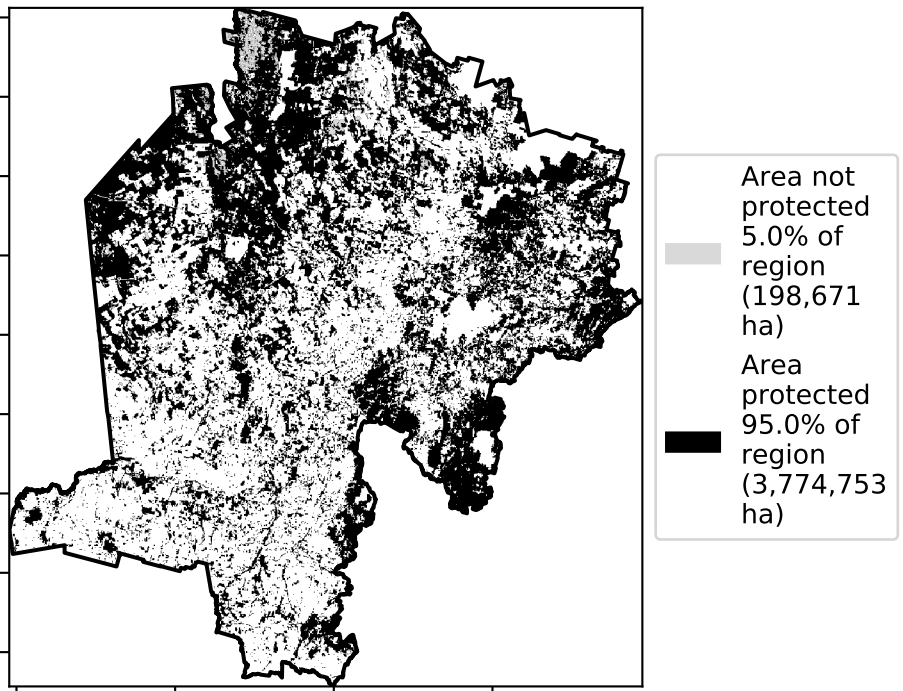 Area not
protected
5.0% of
region
(198,671
ha)
Area
protected
95.0% of
region
(3,774,753
ha)